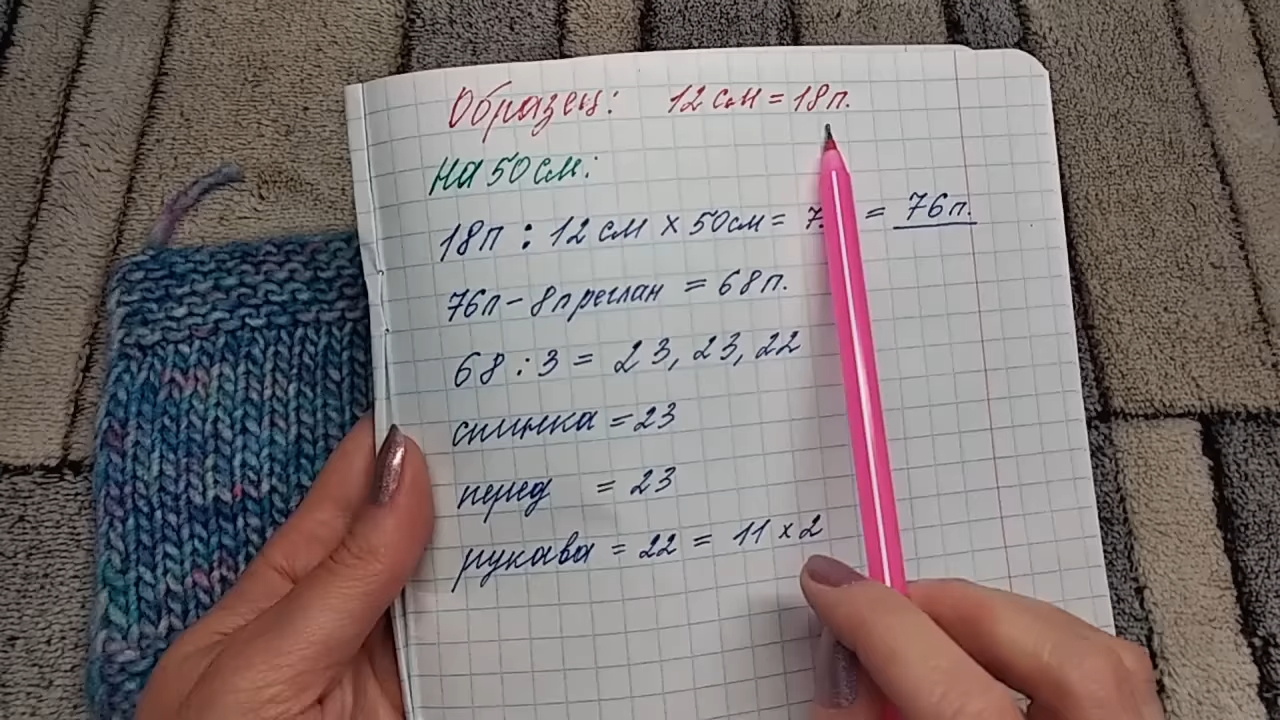 Образец: 12 см = 18 п.
На 50 см:
18п : 12 см х 50 см = 7 = 76 п.
76п - 8п реглан = 68 п.
68 : 3 = 23, 23, 22
спинка = 23
перед = 23
рукава = 22 = 11 х 2